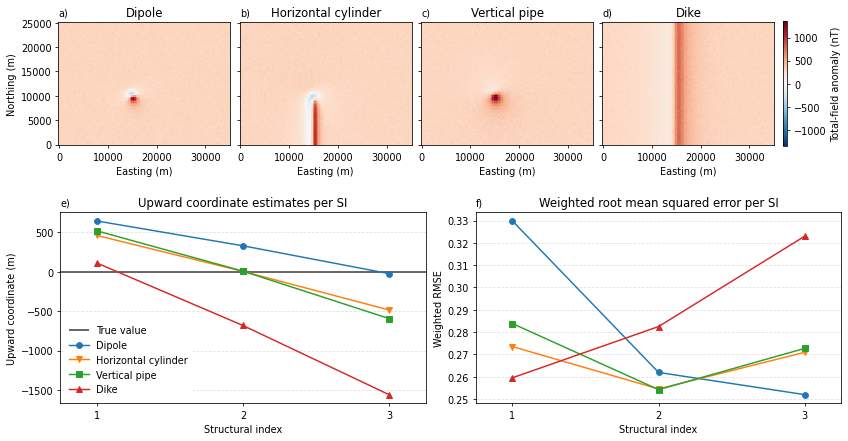 a) Dipole
b) Horizontal cylinder
c) Vertical pipe
d) Dike
25000
20000
15000
10000
5000
0
Northing (m)
0 10000 20000 30000
Easting (m)
0 10000 20000 30000
Easting (m)
0 10000 20000 30000
Easting (m)
0 10000 20000 30000
Easting (m)
1000
500
0
−500
−1000
Total-field anomaly (nT)
e) Upward coordinate estimates per SI
500
0
−500
−1000
−1500
Upward coordinate (m)
True value
Dipole
Horizontal cylinder
Vertical pipe
Dike
1 2 3
Structural index
f) Weighted root mean squared error per SI
0.33
0.32
0.31
0.30
0.29
0.28
0.27
0.26
0.25
Weighted RMSE
1 2 3
Structural index